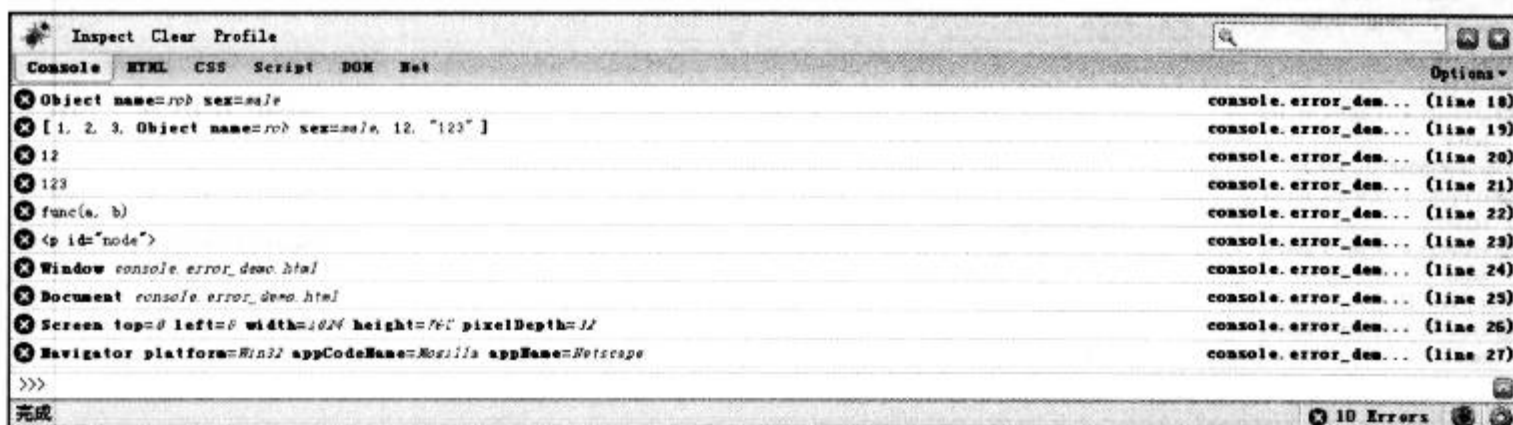 Inspect Clear Profile
Console HTML CSS Script DOM Net Options
Object name=rob sex=male console.error_dem... (line 18)
[ 1, 2, 3, Object name=rob sex=male, 12, "123" ] console.error_dem... (line 19)
12 console.error_dem... (line 20)
123 console.error_dem... (line 21)
func(a, b) console.error_dem... (line 22)
<p id="node"> console.error_dem... (line 23)
Window console.error_demo.html console.error_dem... (line 24)
Document console.error_demo.html console.error_dem... (line 25)
Screen top=0 left=0 width=1024 height= pixelDepth=32 console.error_dem... (line 26)
Navigator platform=Win32 appCodeName=Mozilla appName=Netscape console.error_dem... (line 27)
>>>
完成 10 Errors